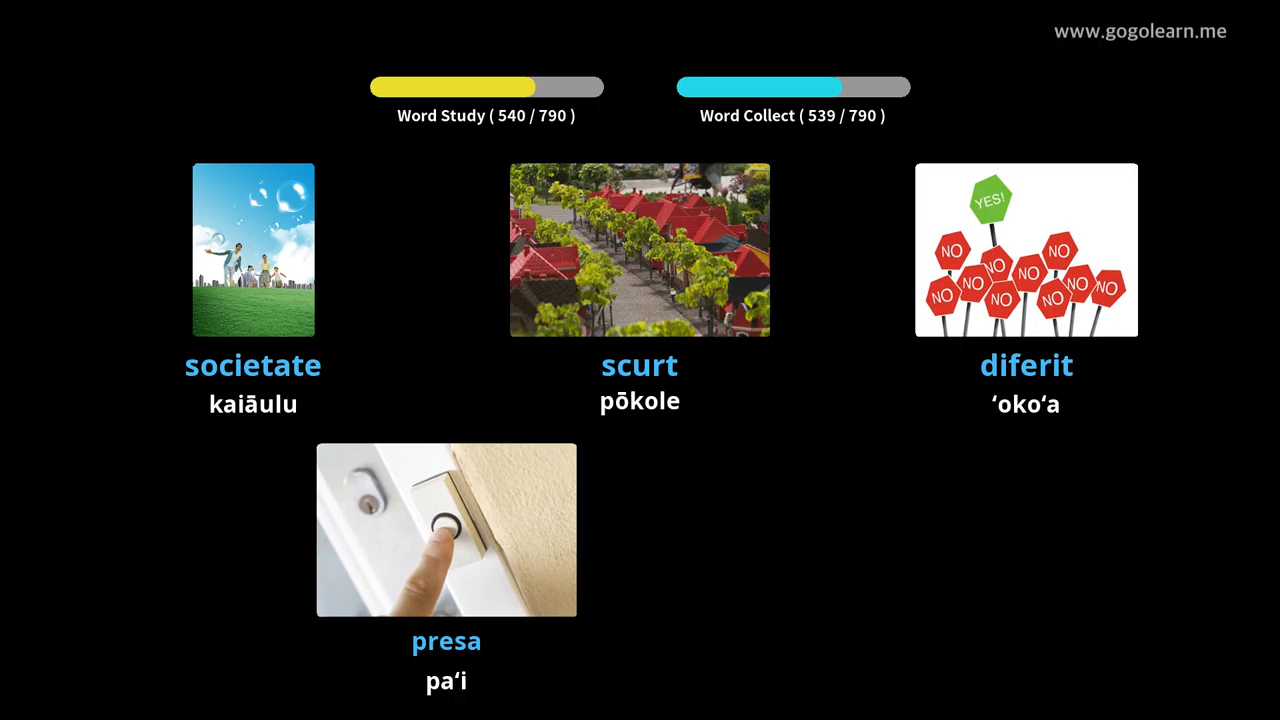 www.gogolearn.me
Word Study ( 540 / 790 )
Word Collect ( 539 / 790 )
YES!
NO
NO
NO
NO
NO
NO
NO
NO
NO
NO
societate
kaiāulu
scurt
pōkole
diferit
ʻokoʻa
presa
paʻi